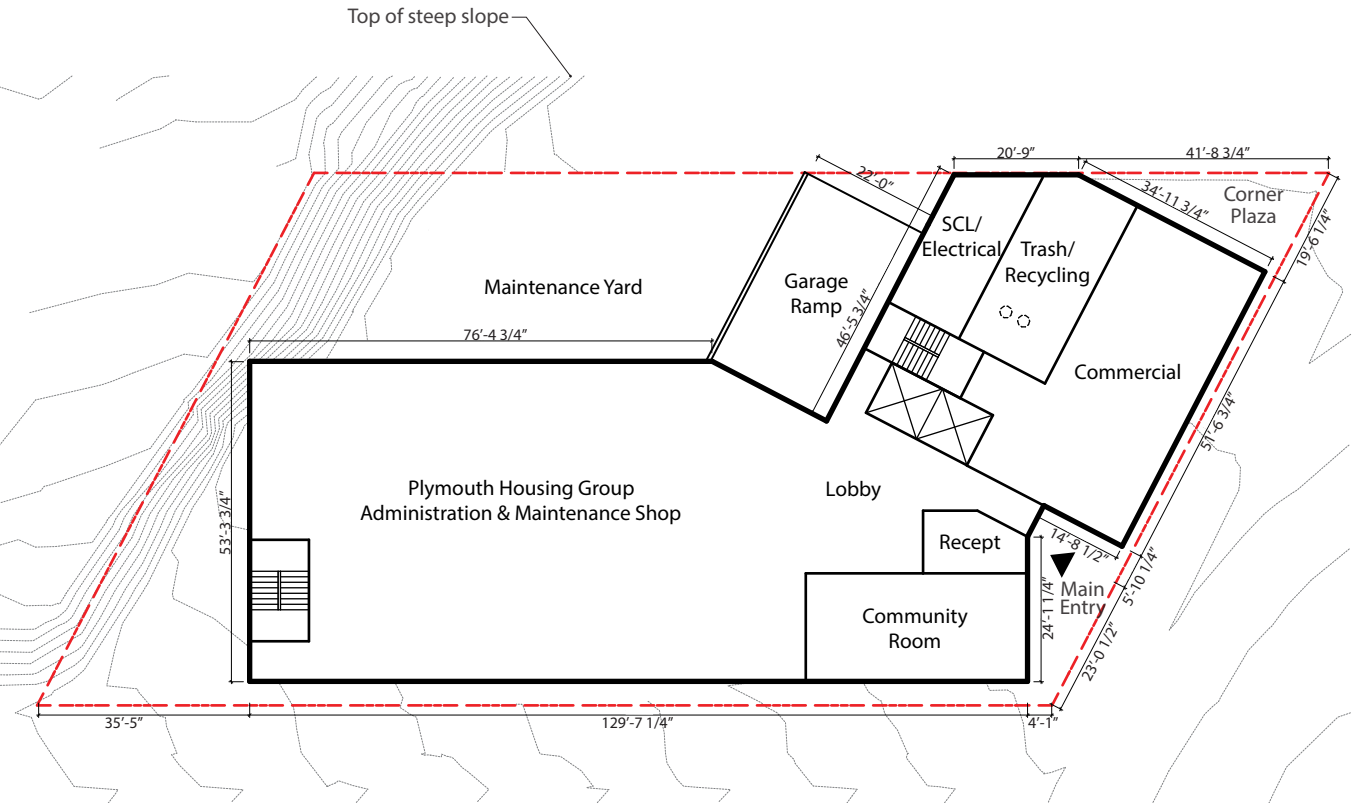 Top of steep slope
20’-9”
41’-8 3/4”
22’-0”
34’-11 3/4”
Corner
Plaza
19’-6 1/4”
SCL/
Electrical
Trash/
Recycling
Garage
Ramp
Maintenance Yard
46’-5 3/4”
76’-4 3/4”
Commercial
51’-6 3/4”
Plymouth Housing Group
Administration & Maintenance Shop
Lobby
53’-3 3/4”
Recept
14’-8 1/2”
5’-10 1/4”
Main
Entry
24’-1 1/4”
Community
Room
23’-0 1/2”
35’-5”
129’-7 1/4”
4’-1”